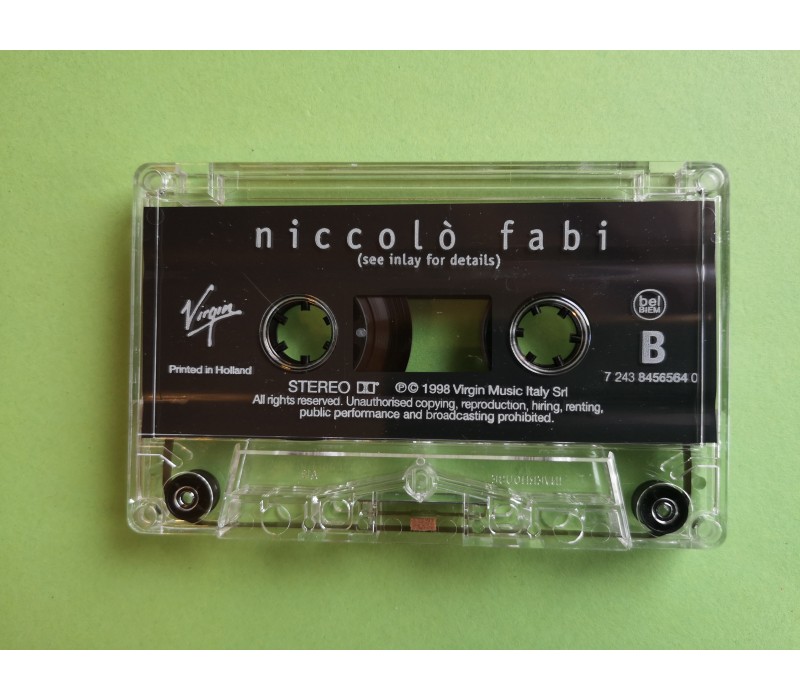 niccolò fabi
(see inlay for details)
Virgin
bel
BIEM
B
Printed in Holland
7 243 8456564 0
STEREO ℗© 1998 Virgin Music Italy Srl
All rights reserved. Unauthorised copying, reproduction, hiring, renting,
public performance and broadcasting prohibited.